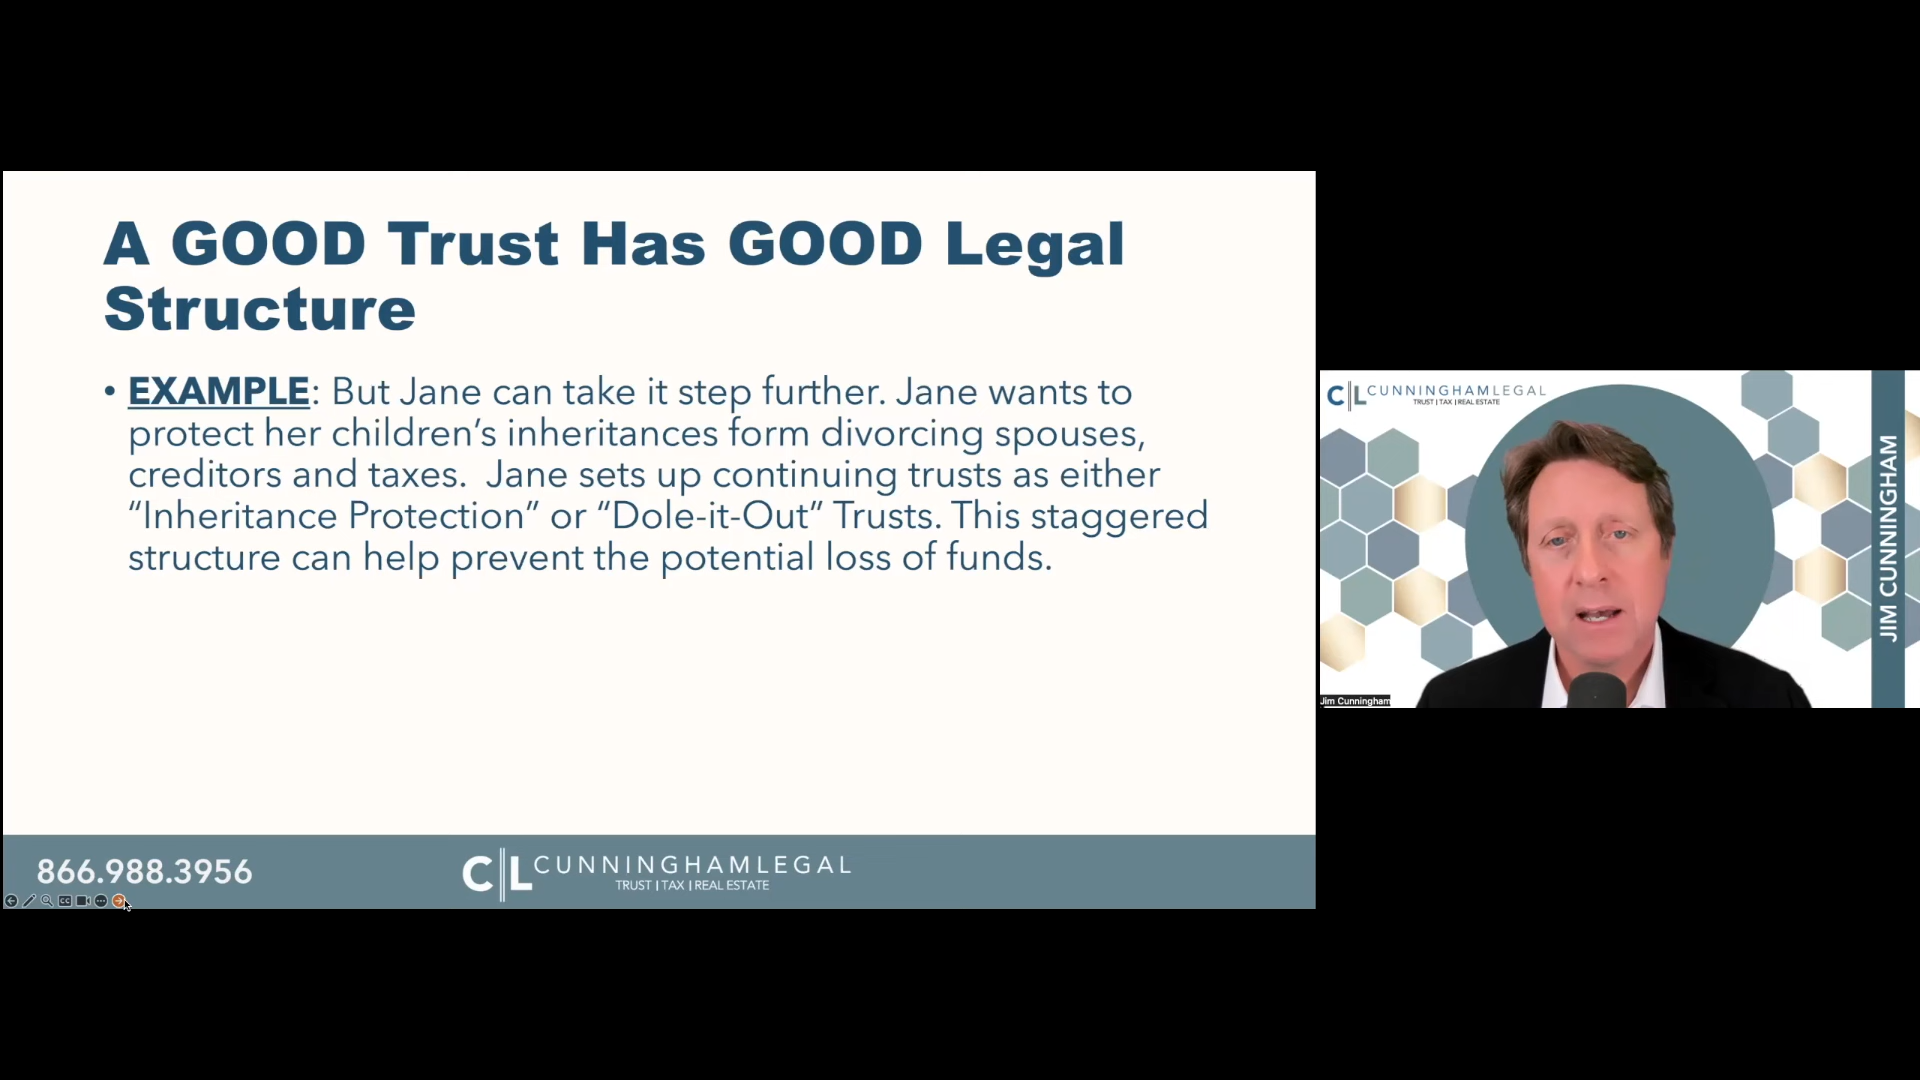 A GOOD Trust Has GOOD Legal
Structure
• EXAMPLE: But Jane can take it step further. Jane wants to
protect her children’s inheritances form divorcing spouses,
creditors and taxes.  Jane sets up continuing trusts as either
“Inheritance Protection” or “Dole-it-Out” Trusts. This staggered
structure can help prevent the potential loss of funds.
866.988.3956
CL CUNNINGHAMLEGAL
TRUST | TAX | REAL ESTATE
CC
CL CUNNINGHAMLEGAL
TRUST | TAX | REAL ESTATE
JIM CUNNINGHAM
Jim Cunningham